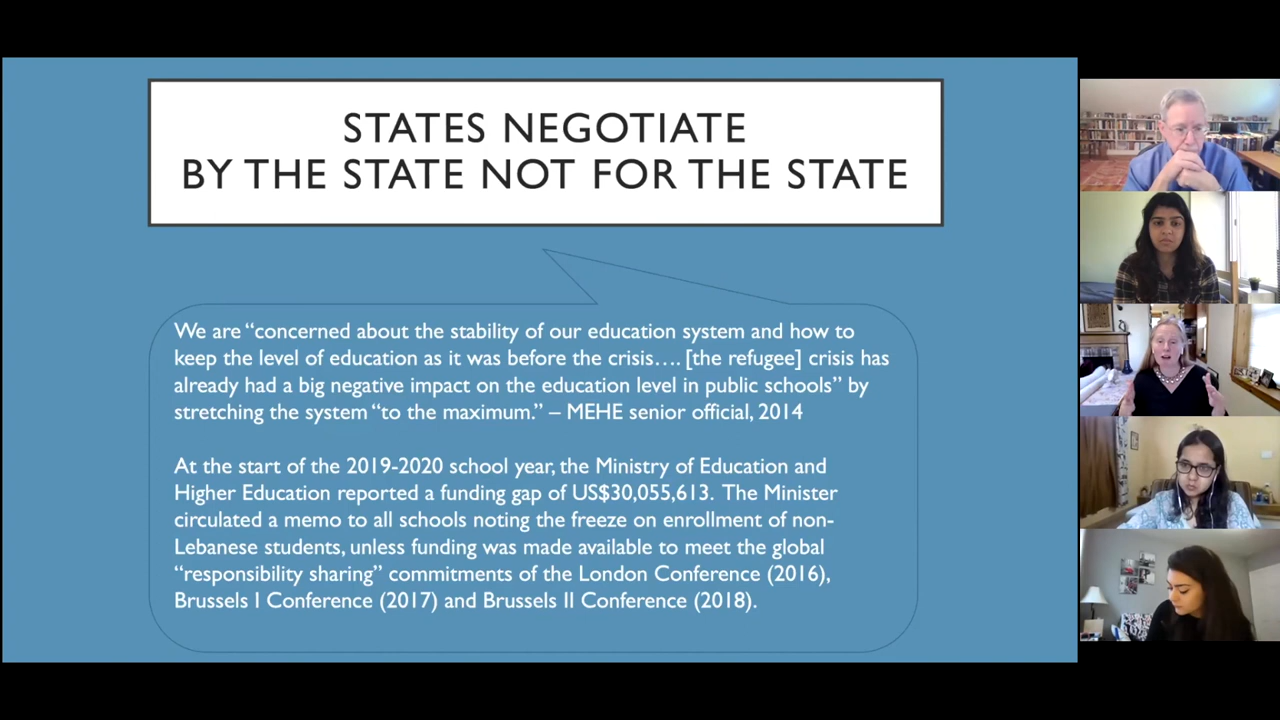 STATES NEGOTIATE
BY THE STATE NOT FOR THE STATE
We are “concerned about the stability of our education system and how to
keep the level of education as it was before the crisis…. [the refugee] crisis has
already had a big negative impact on the education level in public schools” by
stretching the system “to the maximum.” – MEHE senior official, 2014
At the start of the 2019-2020 school year, the Ministry of Education and
Higher Education reported a funding gap of US$30,055,613. The Minister
circulated a memo to all schools noting the freeze on enrollment of non-
Lebanese students, unless funding was made available to meet the global
“responsibility sharing” commitments of the London Conference (2016),
Brussels I Conference (2017) and Brussels II Conference (2018).